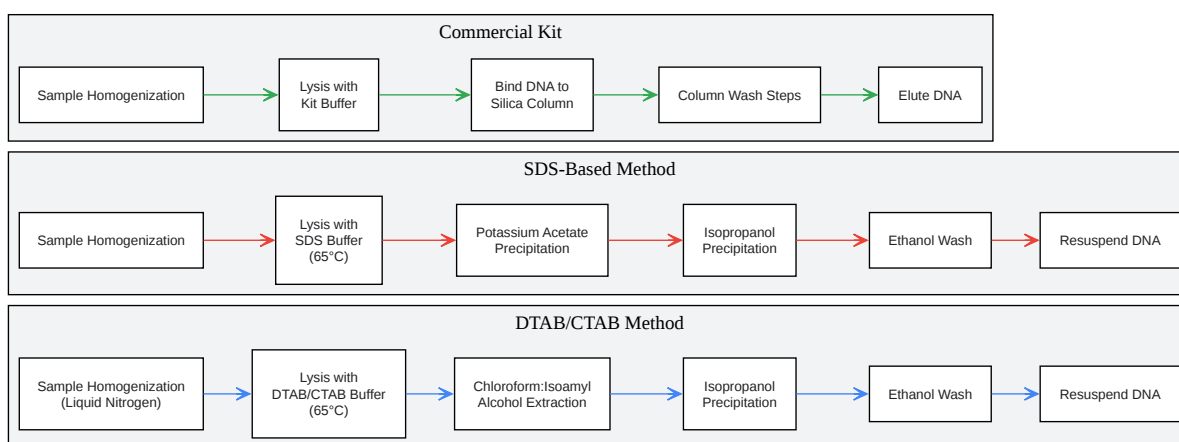 Commercial Kit
Sample Homogenization
Lysis with
Kit Buffer
Bind DNA to
Silica Column
Column Wash Steps
Elute DNA
SDS-Based Method
Sample Homogenization
Lysis with
SDS Buffer
(65°C)
Potassium Acetate
Precipitation
Isopropanol
Precipitation
Ethanol Wash
Resuspend DNA
DTAB/CTAB Method
Sample Homogenization
(Liquid Nitrogen)
Lysis with
DTAB/CTAB Buffer
(65°C)
Chloroform:Isoamyl
Alcohol Extraction
Isopropanol
Precipitation
Ethanol Wash
Resuspend DNA